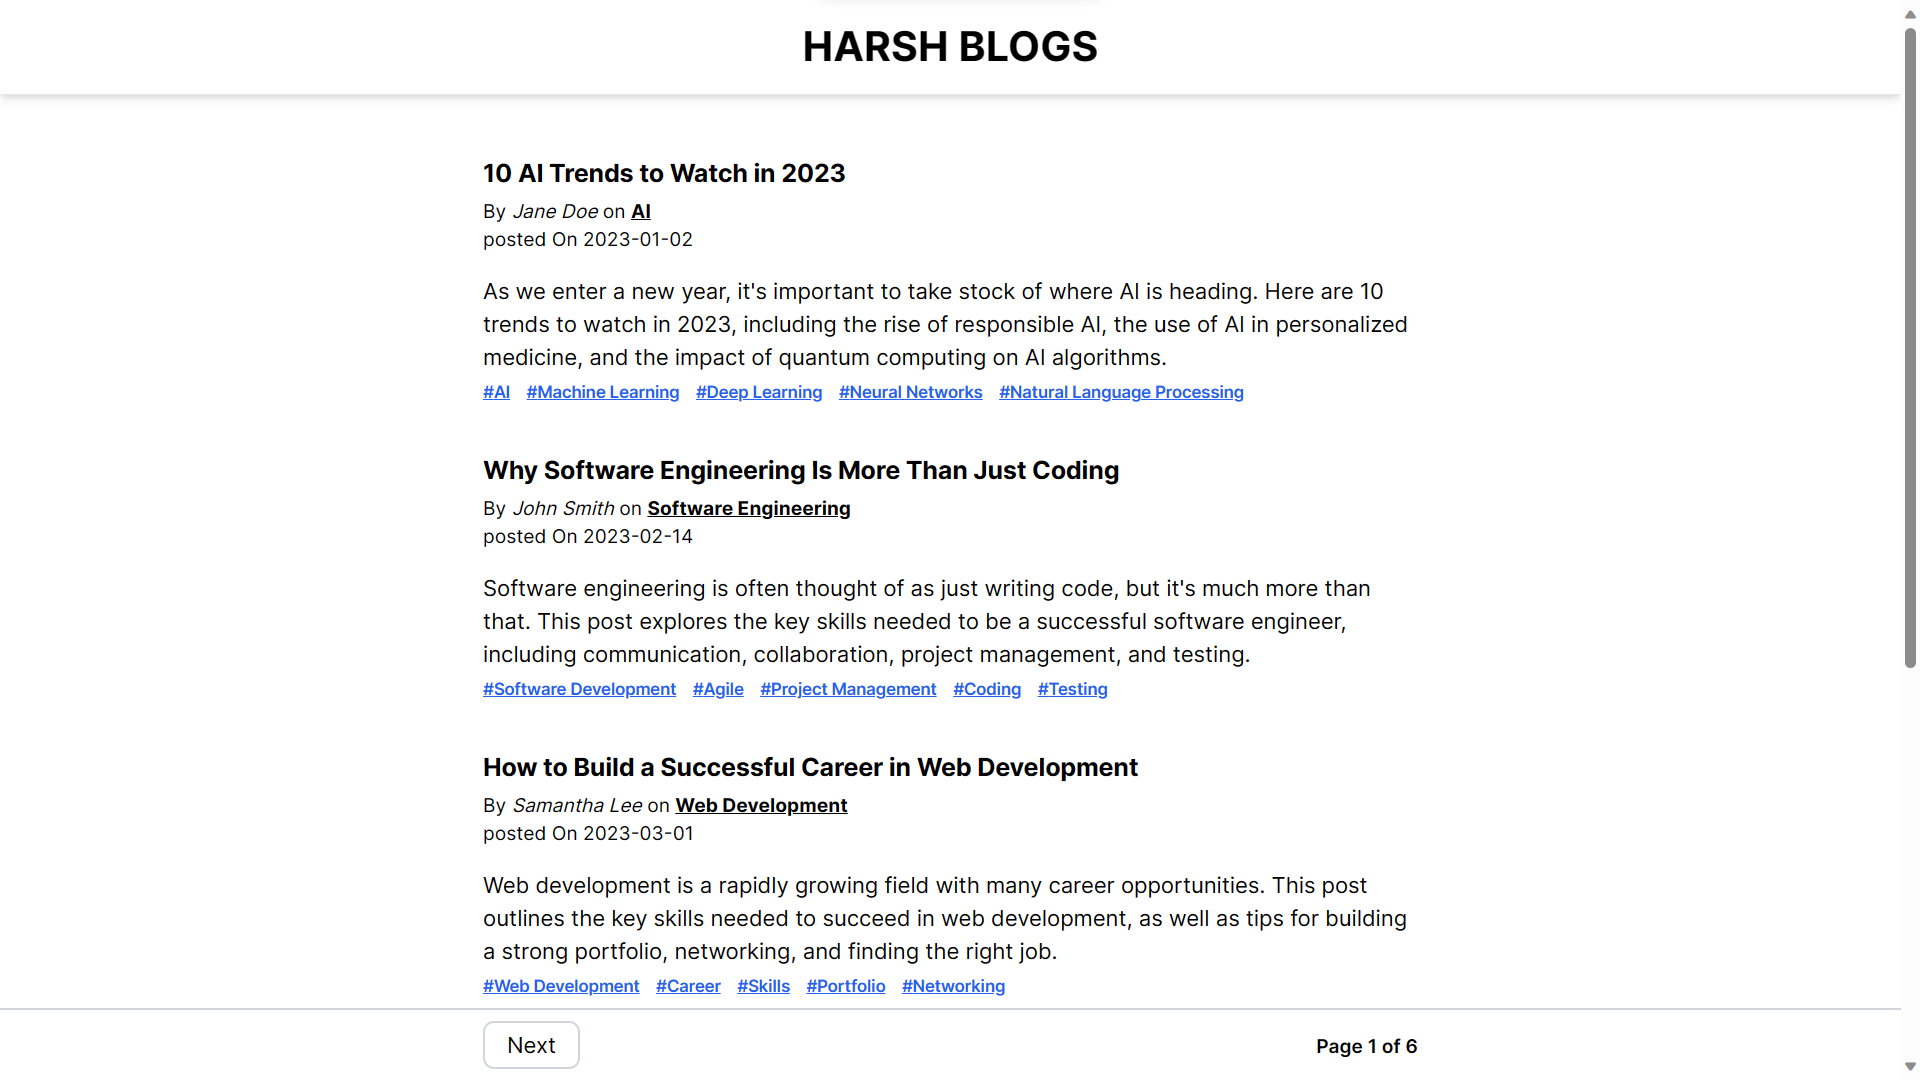 HARSH BLOGS
10 AI Trends to Watch in 2023
By Jane Doe on AI
posted On 2023-01-02
As we enter a new year, it's important to take stock of where AI is heading. Here are 10
trends to watch in 2023, including the rise of responsible AI, the use of AI in personalized
medicine, and the impact of quantum computing on AI algorithms.
#AI #Machine Learning #Deep Learning #Neural Networks #Natural Language Processing
Why Software Engineering Is More Than Just Coding
By John Smith on Software Engineering
posted On 2023-02-14
Software engineering is often thought of as just writing code, but it's much more than
that. This post explores the key skills needed to be a successful software engineer,
including communication, collaboration, project management, and testing.
#Software Development #Agile #Project Management #Coding #Testing
How to Build a Successful Career in Web Development
By Samantha Lee on Web Development
posted On 2023-03-01
Web development is a rapidly growing field with many career opportunities. This post
outlines the key skills needed to succeed in web development, as well as tips for building
a strong portfolio, networking, and finding the right job.
#Web Development #Career #Skills #Portfolio #Networking
Next Page 1 of 6